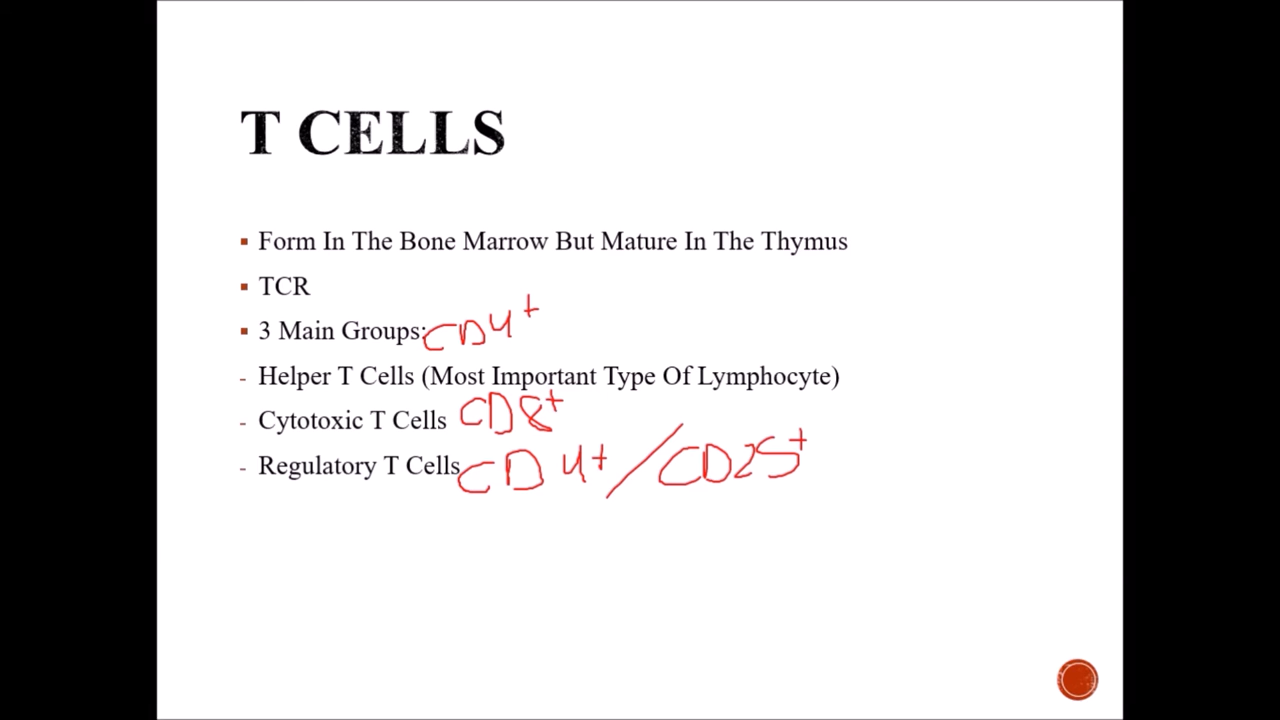 T CELLS
Form In The Bone Marrow But Mature In The Thymus
TCR
3 Main Groups: CD4+
- Helper T Cells (Most Important Type Of Lymphocyte)
- Cytotoxic T Cells CD8+
- Regulatory T Cells CD4+/CD25+